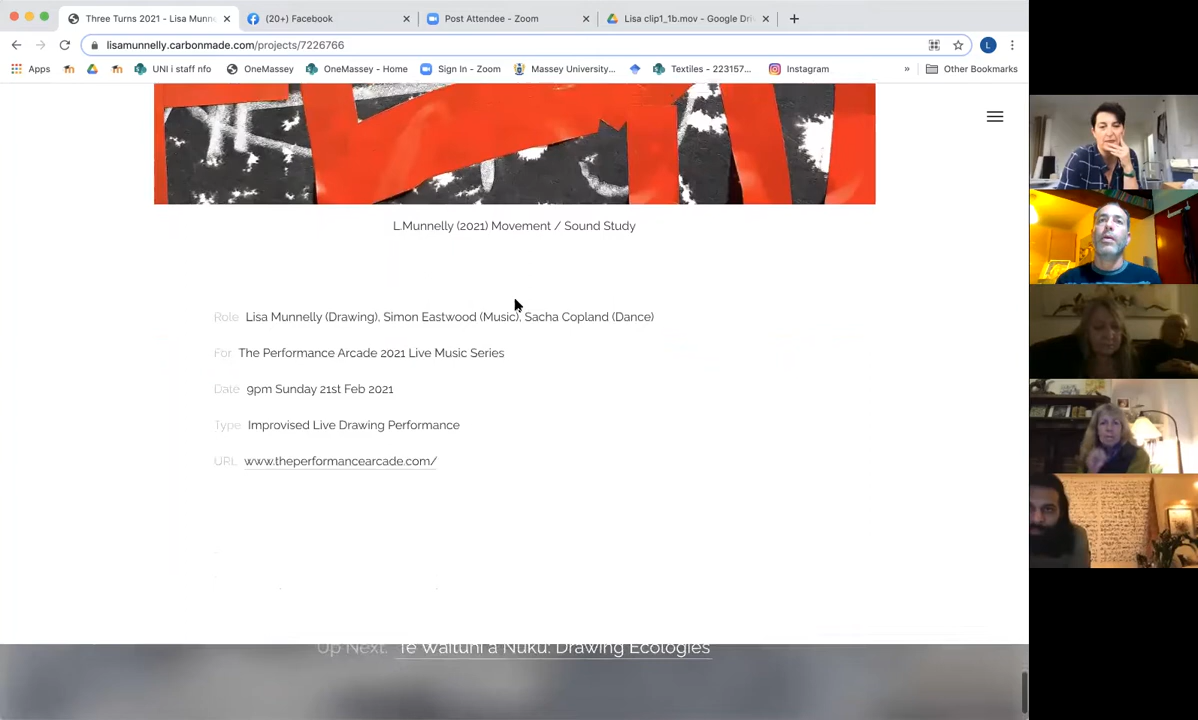 Three Turns 2021 - Lisa Munne
(20+) Facebook
Post Attendee - Zoom
Lisa clip1_1b.mov - Google Dri
lisamunnelly.carbonmade.com/projects/7226766
L
Apps
UNI i staff nfo
OneMassey
OneMassey - Home
Sign In - Zoom
Massey University...
Textiles - 223157...
Instagram
»
Other Bookmarks
L.Munnelly (2021) Movement / Sound Study
Role Lisa Munnelly (Drawing), Simon Eastwood (Music), Sacha Copland (Dance)
For The Performance Arcade 2021 Live Music Series
Date 9pm Sunday 21st Feb 2021
Type Improvised Live Drawing Performance
URL www.theperformancearcade.com/
Up Next: Te Waituhi ā Nuku: Drawing Ecologies